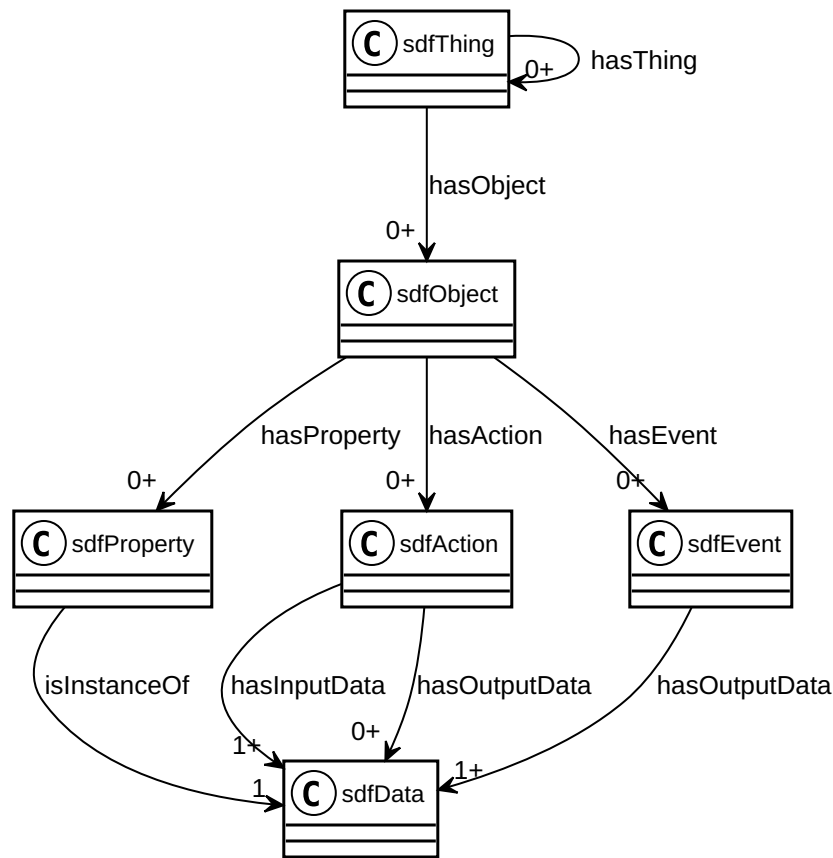 C sdfThing
0+
hasThing
hasObject
0+
C sdfObject
hasProperty
hasAction
hasEvent
0+
0+
0+
C sdfProperty
C sdfAction
C sdfEvent
isInstanceOf
hasInputData
hasOutputData
hasOutputData
1+
0+
1
1+
C sdfData